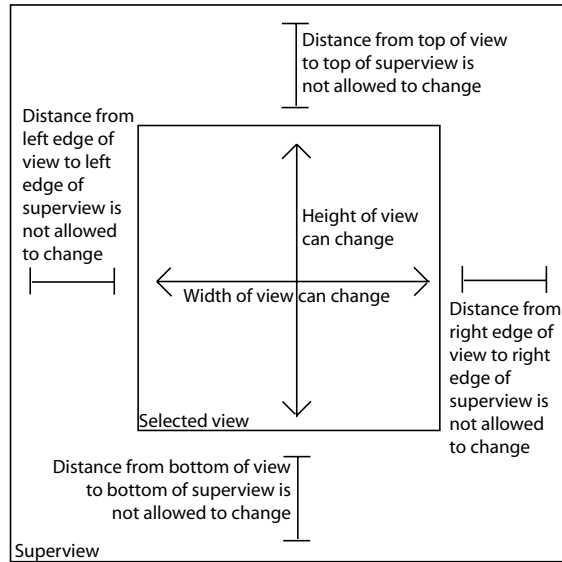 Distance from top of view
to top of superview is
not allowed to change
Distance from
left edge of
view to left
edge of
superview is
not allowed
to change
Height of view
can change
Width of view can change
Distance from
right edge of
view to right
edge of
superview is
not allowed
to change
Selected view
Distance from bottom of view
to bottom of superview is
not allowed to change
Superview